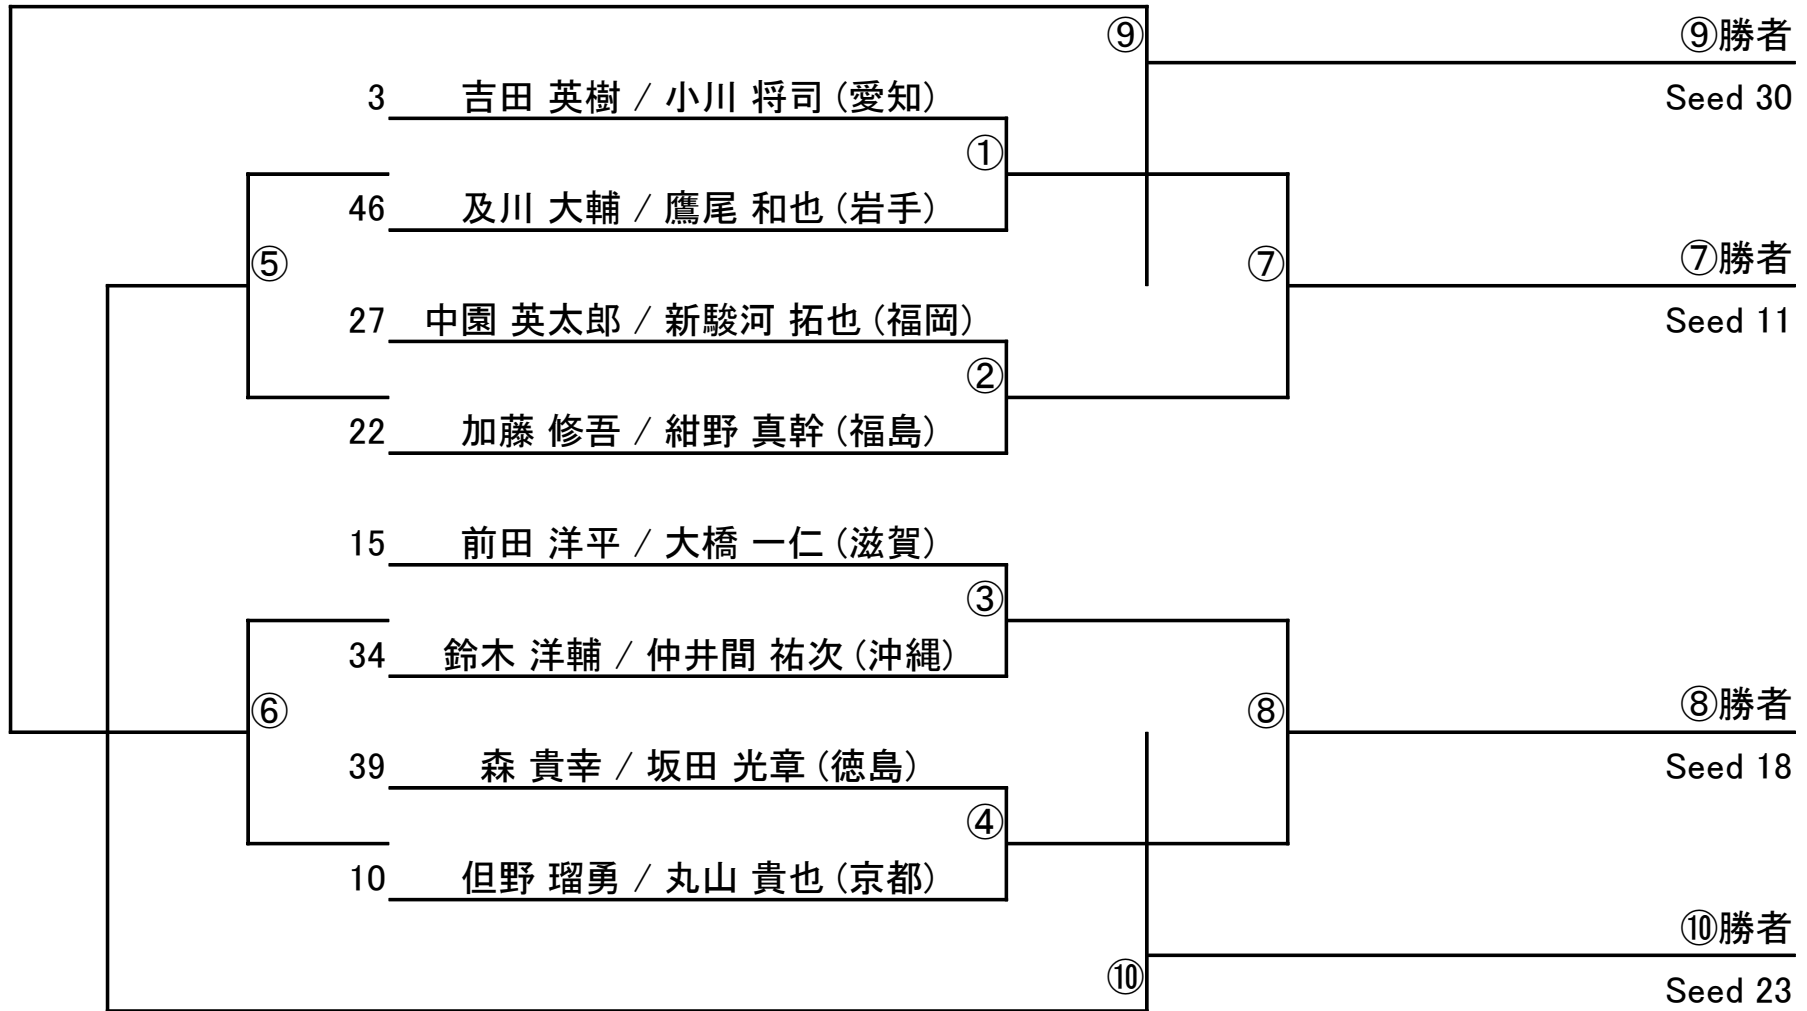 ⑨
⑨勝者
3 吉田 英樹 / 小川 将司 (愛知)
Seed 30
①
46 及川 大輔 / 鷹尾 和也 (岩手)
⑤
⑦
⑦勝者
27 中園 英太郎 / 新駿河 拓也 (福岡)
Seed 11
②
22 加藤 修吾 / 紺野 真幹 (福島)
15 前田 洋平 / 大橋 一仁 (滋賀)
③
34 鈴木 洋輔 / 仲井間 祐次 (沖縄)
⑥
⑧
⑧勝者
39 森 貴幸 / 坂田 光章 (徳島)
Seed 18
④
10 但野 瑠勇 / 丸山 貴也 (京都)
⑩勝者
⑩
Seed 23